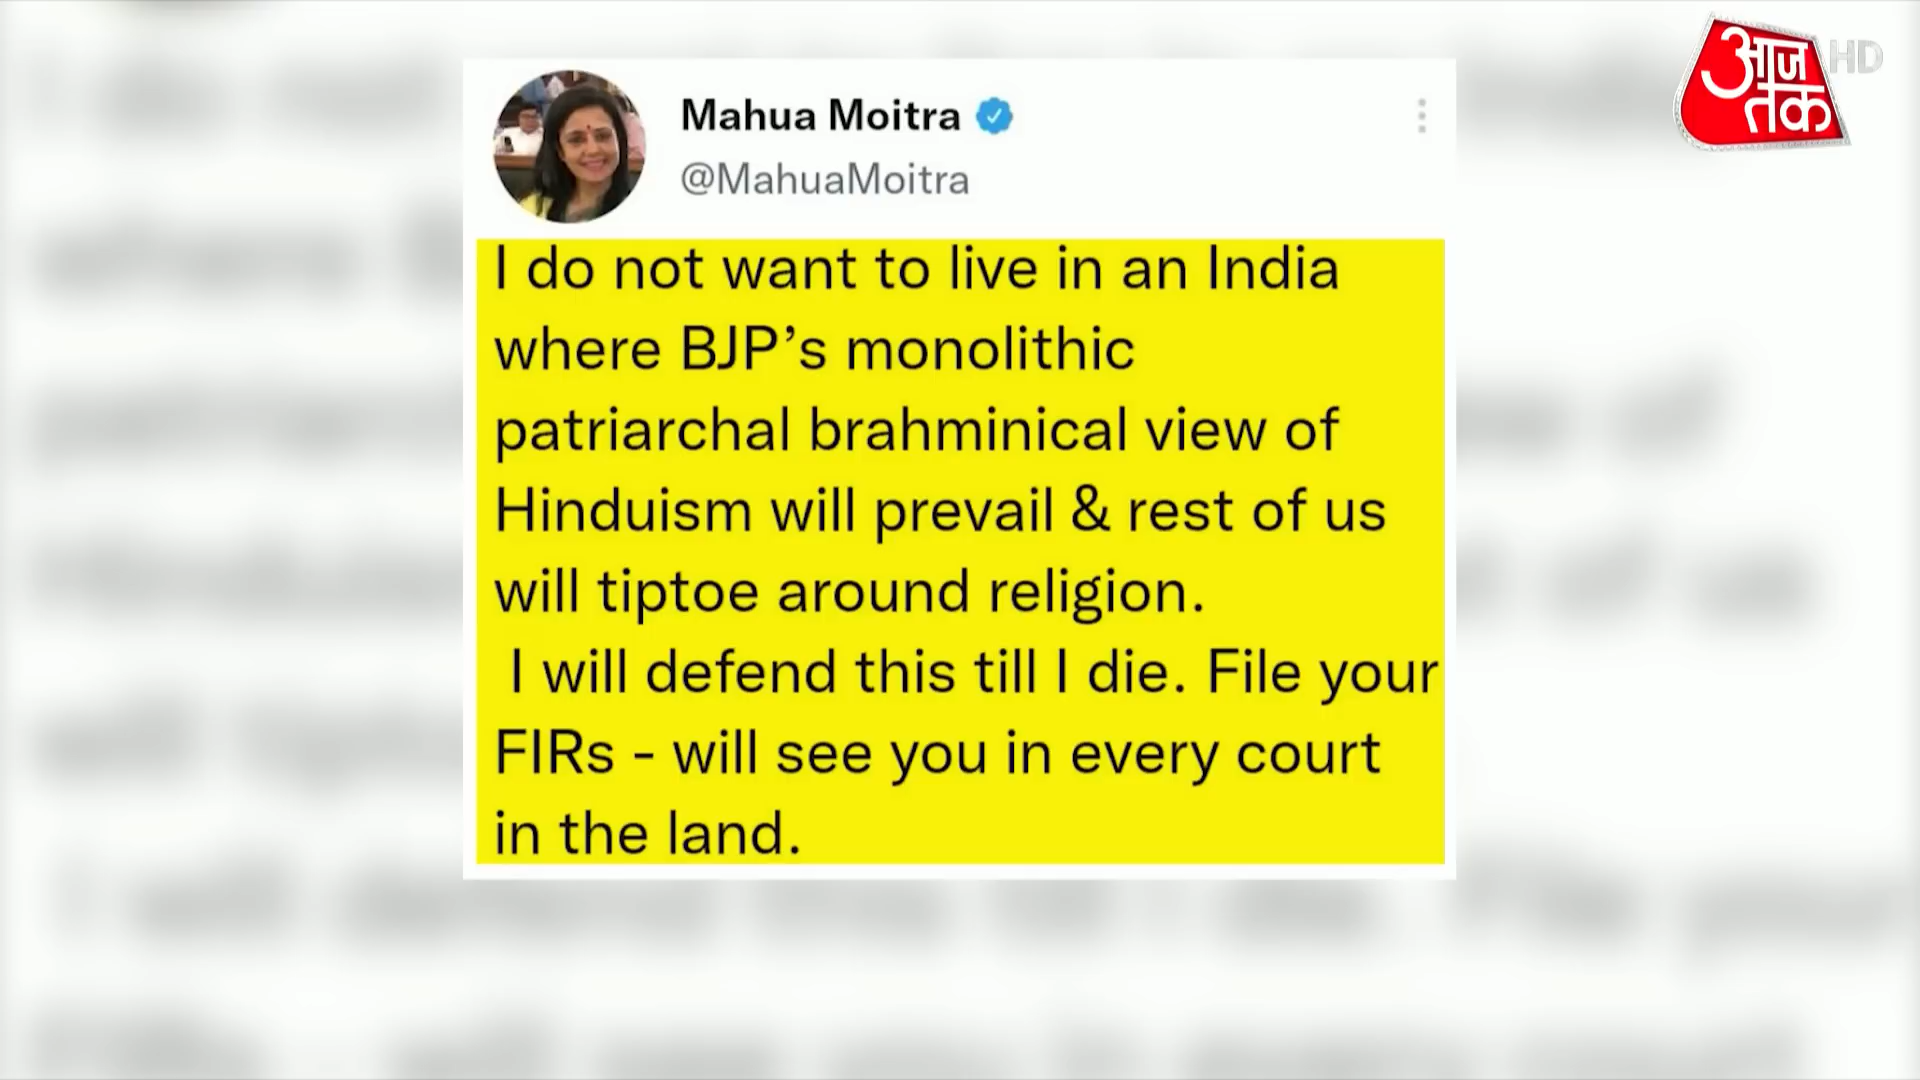 आज तक HD
Mahua Moitra
@MahuaMoitra
I do not want to live in an India
where BJP’s monolithic
patriarchal brahminical view of
Hinduism will prevail & rest of us
will tiptoe around religion.
I will defend this till I die. File your
FIRs - will see you in every court
in the land.